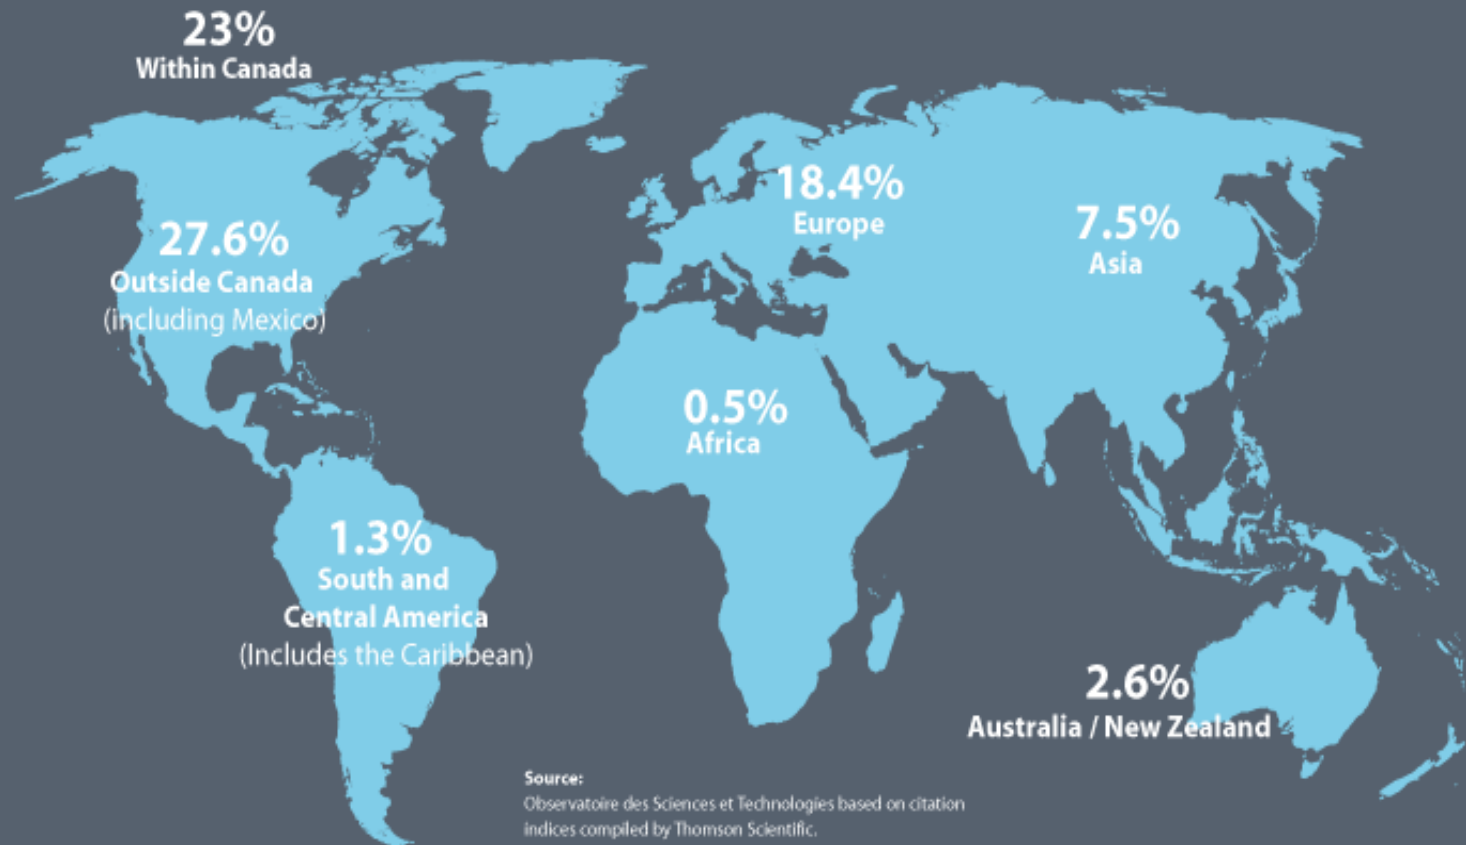 23%
Within Canada
27.6%
Outside Canada
(including Mexico)
18.4%
Europe
7.5%
Asia
0.5%
Africa
1.3%
South and
Central America
(Includes the Caribbean)
2.6%
Australia / New Zealand
Source:
Observatoire des Sciences et Technologies based on citation
indices compiled by Thomson Scientific.